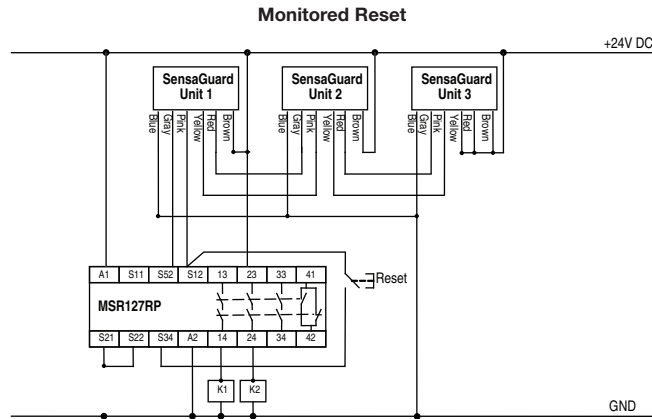 Monitored Reset
+24V DC
SensaGuard
Unit 1
SensaGuard
Unit 2
SensaGuard
Unit 3
Blue
Gray
Pink
Yellow
Red
Brown
Blue
Gray
Pink
Yellow
Red
Brown
Blue
Gray
Pink
Yellow
Red
Brown
A1 S11 S52 S12 13 23 33 41
Reset
MSR127RP
S21 S22 S34 A2 14 24 34 42
K1 K2
GND